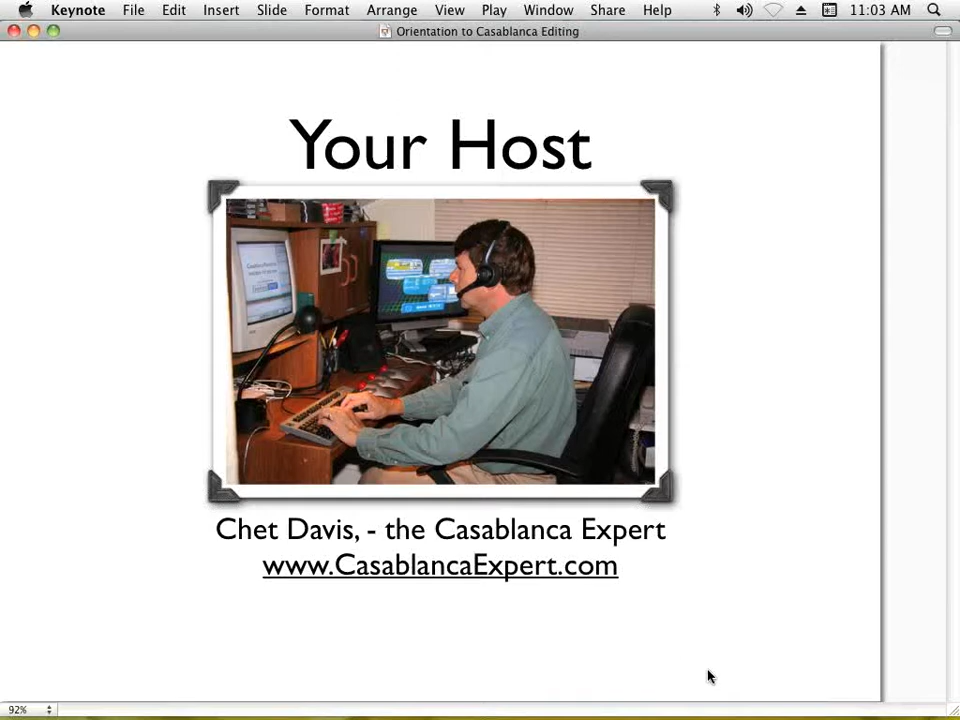 Keynote File Edit Insert Slide Format Arrange View Play Window Share Help 11:03 AM
Orientation to Casablanca Editing
Your Host
Chet Davis, - the Casablanca Expert
www.CasablancaExpert.com
92%